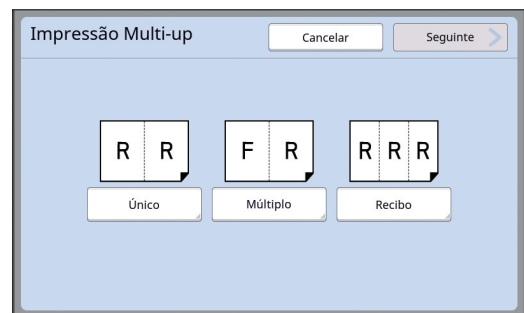 Impressão Multi-up
Cancelar
Seguinte
R R
F R
R R R
Único
Múltiplo
Recibo